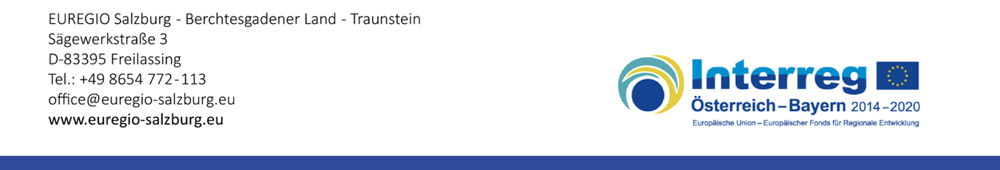 EUREGIO Salzburg - Berchtesgadener Land - Traunstein
Sägewerkstraße 3
D-83395 Freilassing
Tel.: +49 8654 772-113
office@euregio-salzburg.eu
www.euregio-salzburg.eu
Interreg
Österreich-Bayern 2014-2020
Europäische Union – Europäischer Fonds für Regionale Entwicklung